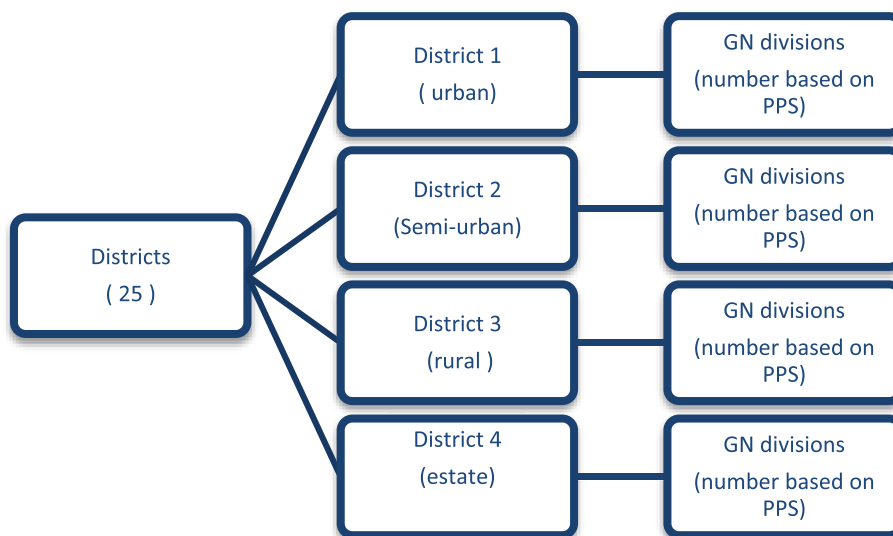 Districts
( 25 )
District 1
( urban)
GN divisions
(number based on
PPS)
District 2
(Semi-urban)
GN divisions
(number based on
PPS)
District 3
(rural )
GN divisions
(number based on
PPS)
District 4
(estate)
GN divisions
(number based on
PPS)